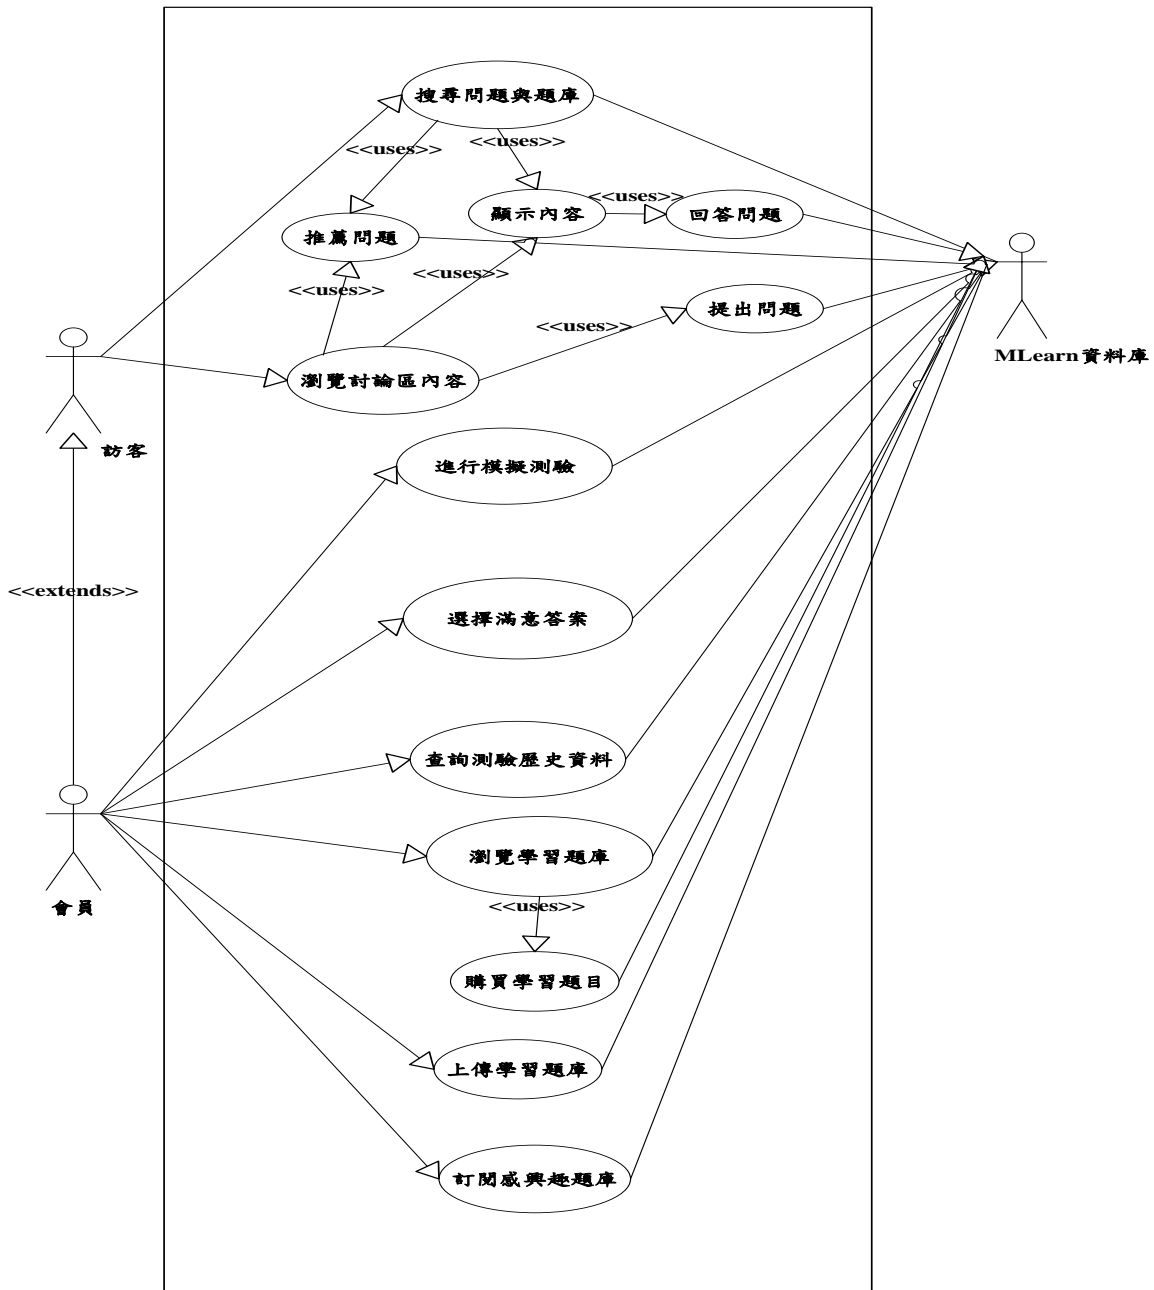 搜尋問題與題庫
<<uses>>
<<uses>>
<<uses>>
顯示內容
回答問題
推薦問題
<<uses>>
<<uses>>
提出問題
<<uses>>
MLearn資料庫
瀏覽討論區內容
訪客
進行模擬測驗
<<extends>>
選擇滿意答案
查詢測驗歷史資料
瀏覽學習題庫
會員
<<uses>>
購買學習題目
上傳學習題庫
訂閱感興趣題庫